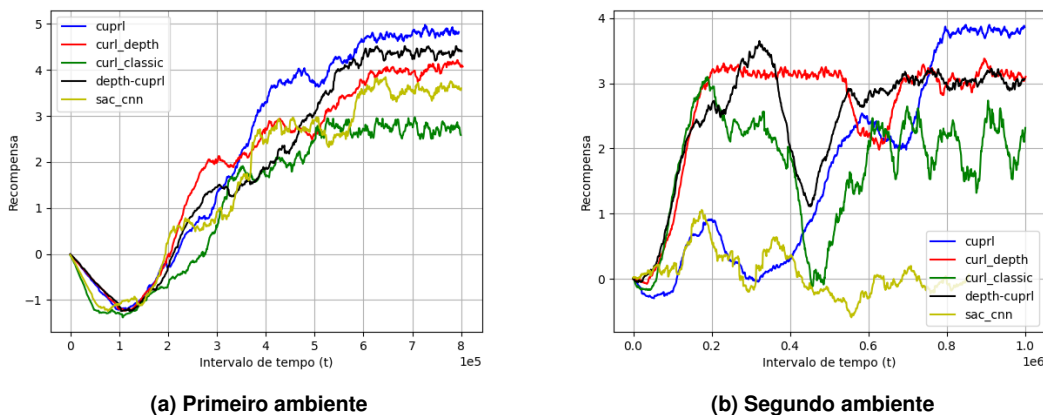 5
4
3
2
1
0
−1
Recompensa
cuprl
curl_depth
curl_classic
depth-cuprl
sac_cnn
0 1 2 3 4 5 6 7 8
1e5
Intervalo de tempo (t)
(a) Primeiro ambiente
4
3
2
1
0
Recompensa
cuprl
curl_depth
curl_classic
depth-cuprl
sac_cnn
0.0 0.2 0.4 0.6 0.8 1.0
1e6
Intervalo de tempo (t)
(b) Segundo ambiente